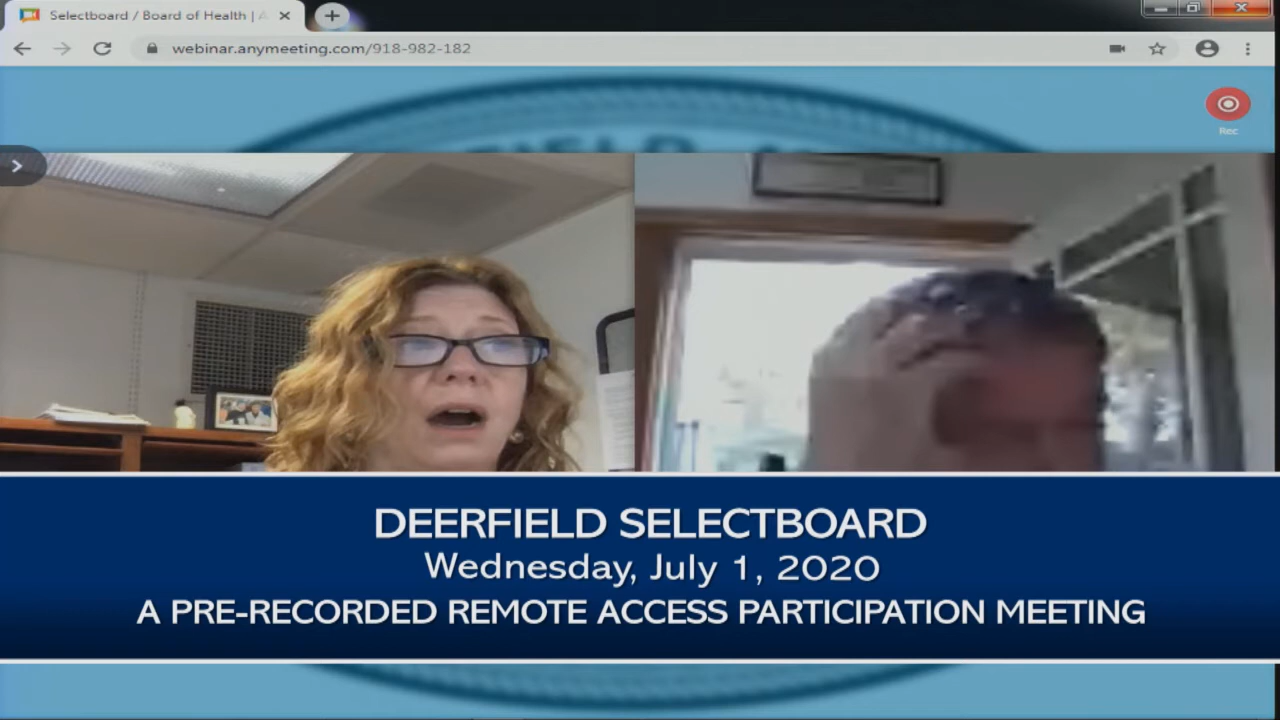 Selectboard / Board of Health | A
webinar.anymeeting.com/918-982-182
Rec
DEERFIELD SELECTBOARD
Wednesday, July 1, 2020
A PRE-RECORDED REMOTE ACCESS PARTICIPATION MEETING